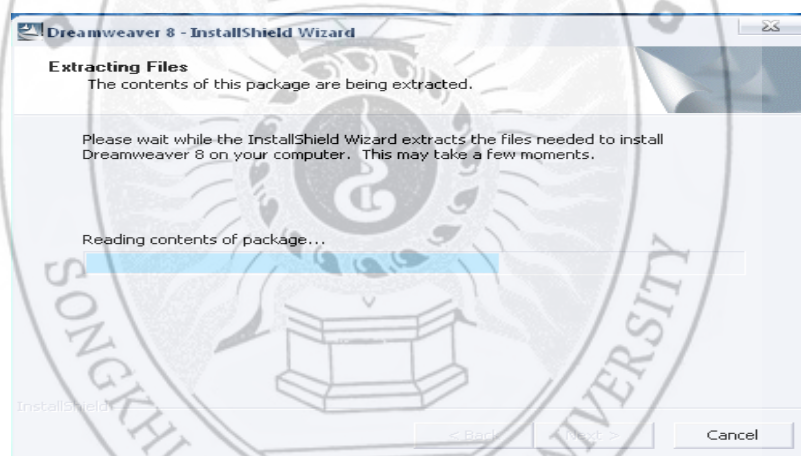 Dreamweaver 8 - InstallShield Wizard
Extracting Files
The contents of this package are being extracted.
Please wait while the InstallShield Wizard extracts the files needed to install
Dreamweaver 8 on your computer. This may take a few moments.
Reading contents of package...
InstallShield
< Back
Next >
Cancel
SONGKH
VERSITY